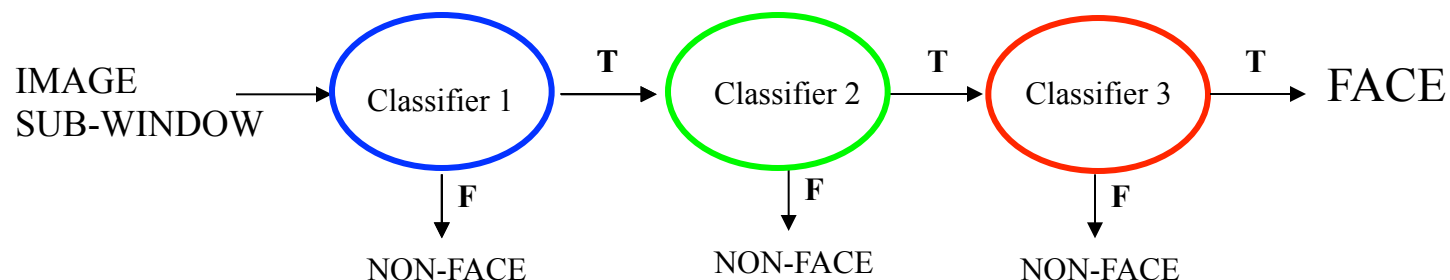 IMAGE
SUB-WINDOW
Classifier 1
T
Classifier 2
T
Classifier 3
T
FACE
F
F
F
NON-FACE
NON-FACE
NON-FACE